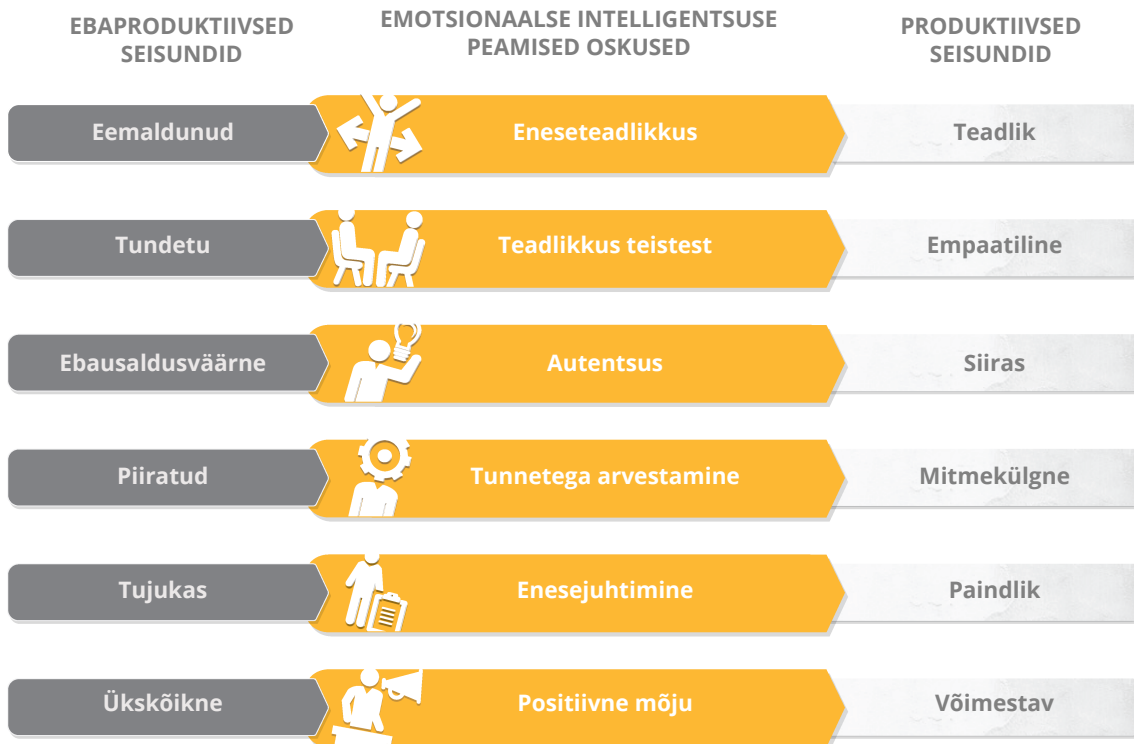 EBAPRODUKTIIVSED
SEISUNDID
EMOTSIONAALSE INTELLIGENTSUSE
PEAMISED OSKUSED
PRODUKTIIVSED
SEISUNDID
Eemaldunud
Eneseteadlikkus
Teadlik
Tundetu
Teadlikkus teistest
Empaatiline
Ebausaldusväärne
Autentsus
Siiras
Piiratud
Tunnetega arvestamine
Mitmekülgne
Tujukas
Enesejuhtimine
Paindlik
Ükskõikne
Positiivne mõju
Võimestav